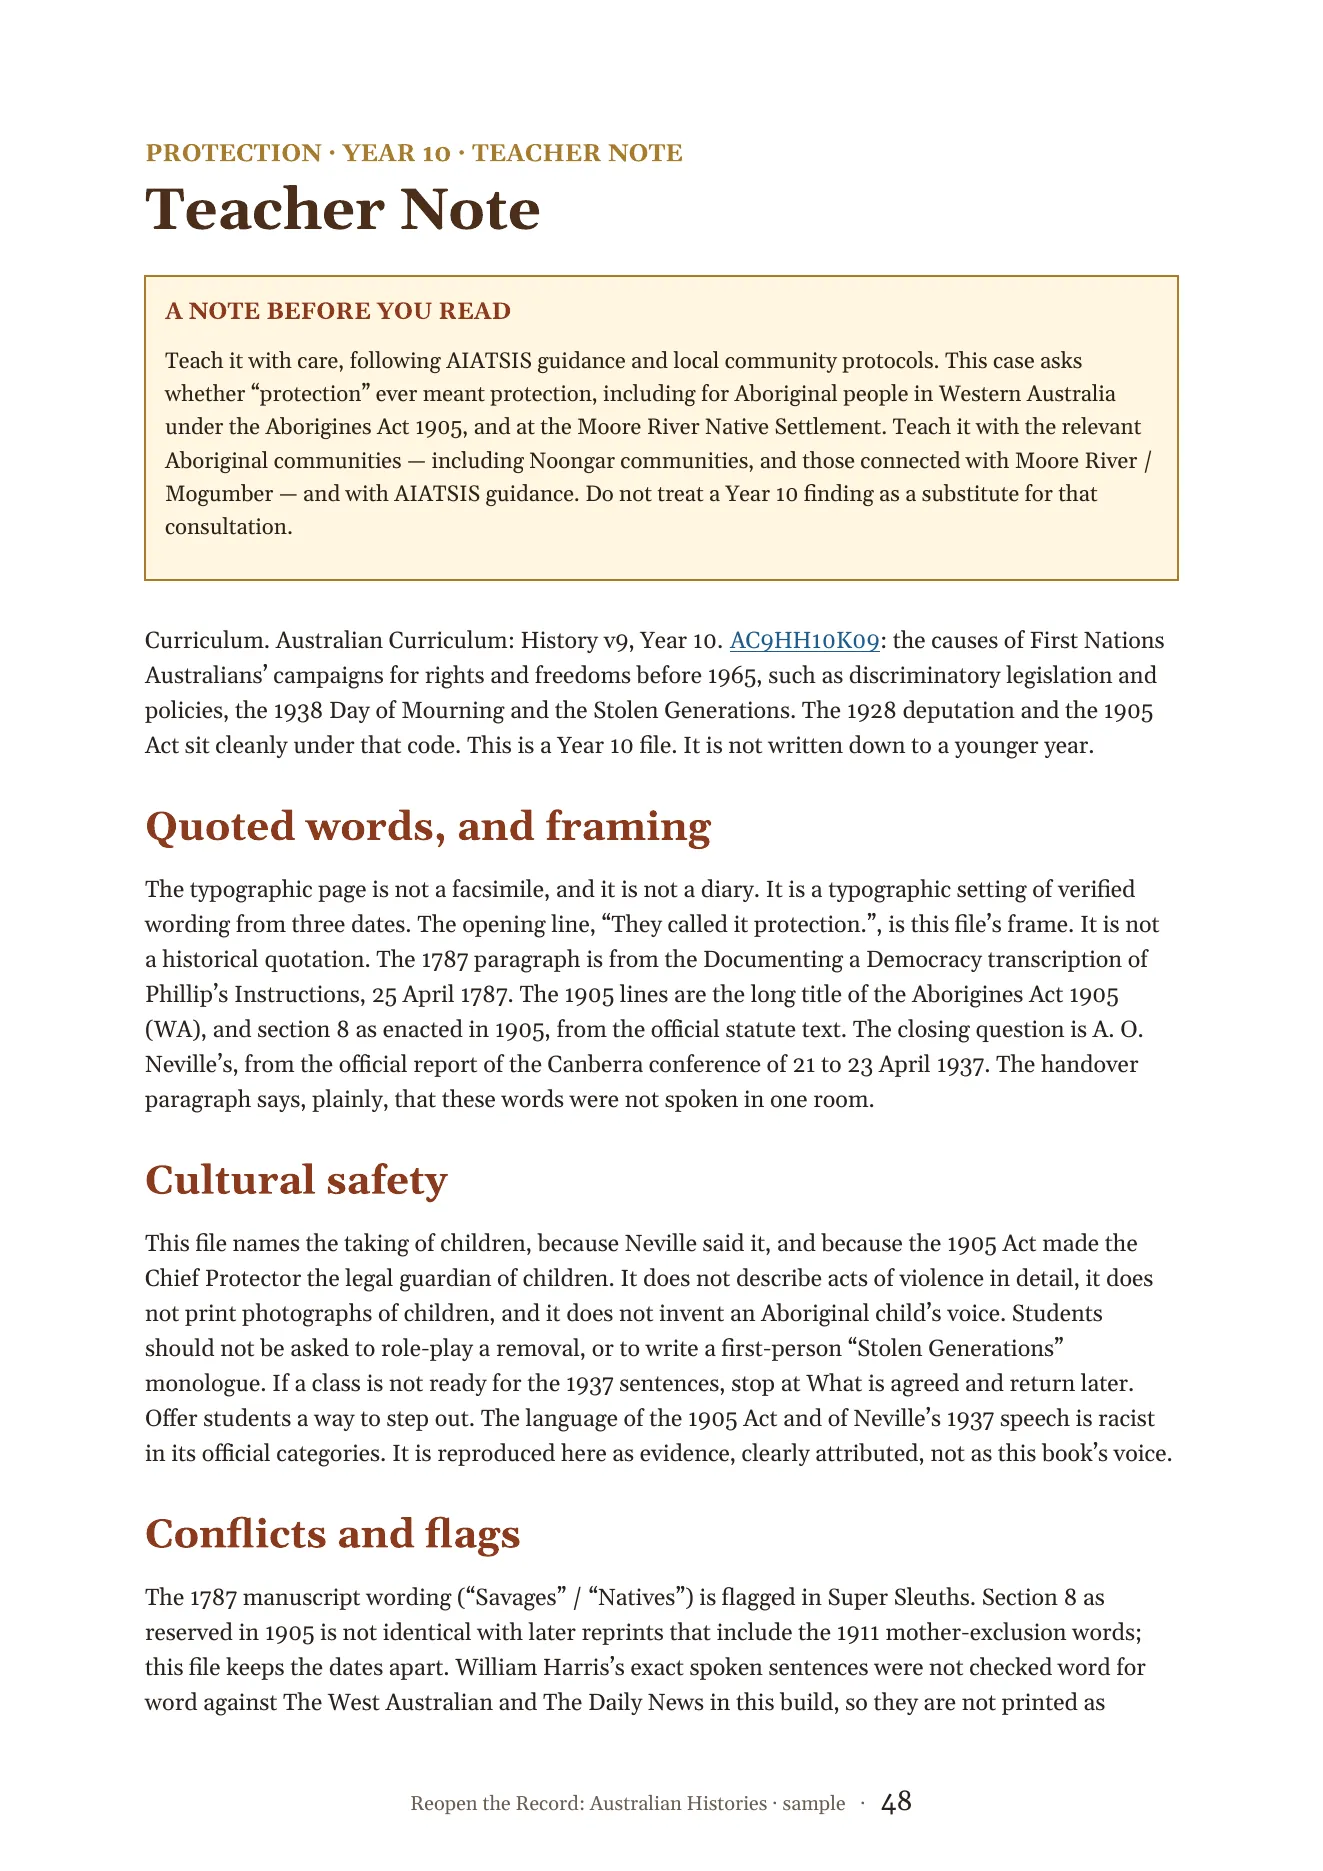 PROTECTION · YEAR 10 · TEACHER NOTE
Teacher Note
A NOTE BEFORE YOU READ
Teach it with care, following AIATSIS guidance and local community protocols. This case asks
whether “protection” ever meant protection, including for Aboriginal people in Western Australia
under the Aborigines Act 1905, and at the Moore River Native Settlement. Teach it with the relevant
Aboriginal communities — including Noongar communities, and those connected with Moore River /
Mogumber — and with AIATSIS guidance. Do not treat a Year 10 finding as a substitute for that
consultation.
Curriculum. Australian Curriculum: History v9, Year 10. AC9HH10K09: the causes of First Nations
Australians’ campaigns for rights and freedoms before 1965, such as discriminatory legislation and
policies, the 1938 Day of Mourning and the Stolen Generations. The 1928 deputation and the 1905
Act sit cleanly under that code. This is a Year 10 file. It is not written down to a younger year.
Quoted words, and framing
The typographic page is not a facsimile, and it is not a diary. It is a typographic setting of verified
wording from three dates. The opening line, “They called it protection.”, is this file’s frame. It is not
a historical quotation. The 1787 paragraph is from the Documenting a Democracy transcription of
Phillip’s Instructions, 25 April 1787. The 1905 lines are the long title of the Aborigines Act 1905
(WA), and section 8 as enacted in 1905, from the official statute text. The closing question is A. O.
Neville’s, from the official report of the Canberra conference of 21 to 23 April 1937. The handover
paragraph says, plainly, that these words were not spoken in one room.
Cultural safety
This file names the taking of children, because Neville said it, and because the 1905 Act made the
Chief Protector the legal guardian of children. It does not describe acts of violence in detail, it does
not print photographs of children, and it does not invent an Aboriginal child’s voice. Students
should not be asked to role-play a removal, or to write a first-person “Stolen Generations”
monologue. If a class is not ready for the 1937 sentences, stop at What is agreed and return later.
Offer students a way to step out. The language of the 1905 Act and of Neville’s 1937 speech is racist
in its official categories. It is reproduced here as evidence, clearly attributed, not as this book’s voice.
Conflicts and flags
The 1787 manuscript wording (“Savages” / “Natives”) is flagged in Super Sleuths. Section 8 as
reserved in 1905 is not identical with later reprints that include the 1911 mother-exclusion words;
this file keeps the dates apart. William Harris’s exact spoken sentences were not checked word for
word against The West Australian and The Daily News in this build, so they are not printed as
Reopen the Record: Australian Histories · sample · 48